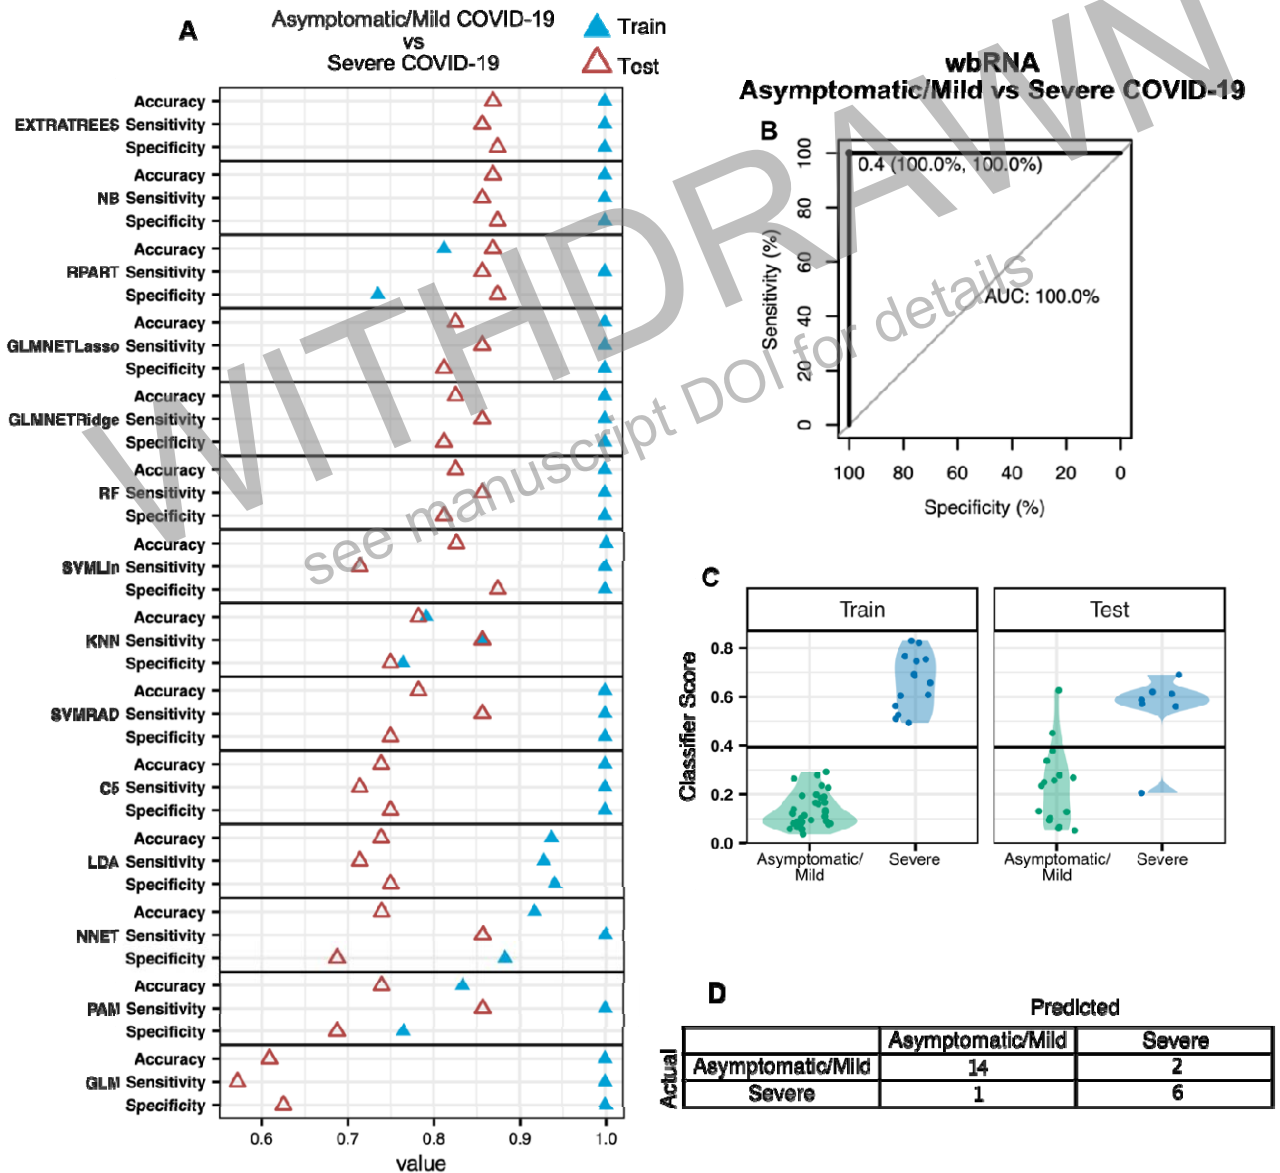 A
Asymptomatic/Mild COVID-19
vs
Severe COVID-19
Train
Test
EXTRATREES
Accuracy
Sensitivity
Specificity
NB
Accuracy
Sensitivity
Specificity
RPART
Accuracy
Sensitivity
Specificity
GLMNETLasso
Accuracy
Sensitivity
Specificity
GLMNETRidge
Accuracy
Sensitivity
Specificity
RF
Accuracy
Sensitivity
Specificity
SVMLin
Accuracy
Sensitivity
Specificity
KNN
Accuracy
Sensitivity
Specificity
SVMRAD
Accuracy
Sensitivity
Specificity
C5
Accuracy
Sensitivity
Specificity
LDA
Accuracy
Sensitivity
Specificity
NNET
Accuracy
Sensitivity
Specificity
PAM
Accuracy
Sensitivity
Specificity
GLM
Accuracy
Sensitivity
Specificity
0.6 0.7 0.8 0.9 1.0
value
wbRNA
Asymptomatic/Mild vs Severe COVID-19
B
0.4 (100.0%, 100.0%)
AUC: 100.0%
Sensitivity (%)
100
80
60
40
20
0
100 80 60 40 20 0
Specificity (%)
C
Train Test
Classifier Score
0.8
0.6
0.4
0.2
0.0
Asymptomatic/
Mild
Severe
Asymptomatic/
Mild
Severe
D
Predicted
Actual
Asymptomatic/Mild Severe
Asymptomatic/Mild 14 2
Severe 1 6
WITHDRAWN
see manuscript DOI for details